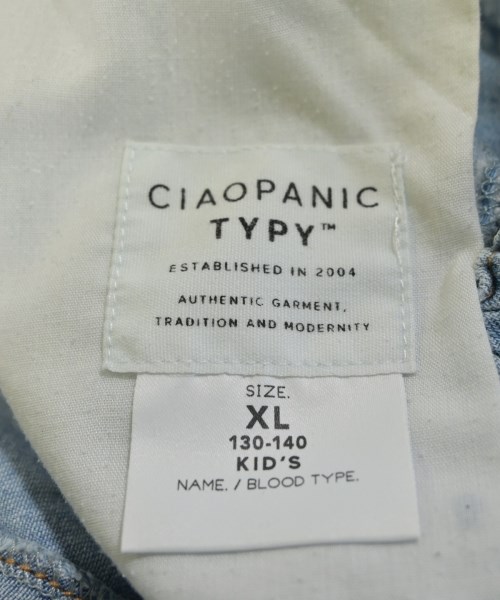 CIAOPANIC
TYPY™
ESTABLISHED IN 2004
AUTHENTIC GARMENT,
TRADITION AND MODERNITY
SIZE.
XL
130-140
KID'S
NAME. / BLOOD TYPE.